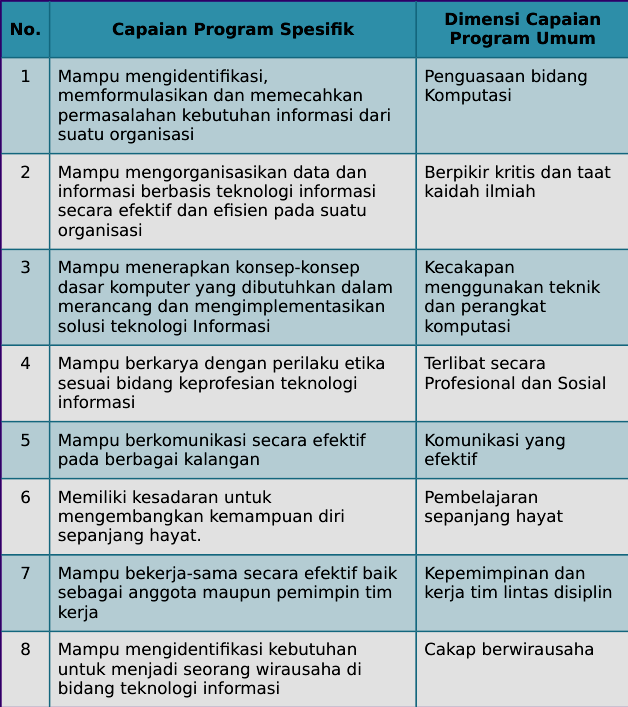 No.
Capaian Program Spesifik
Dimensi Capaian
Program Umum
1
Mampu mengidentifikasi,
memformulasikan dan memecahkan
permasalahan kebutuhan informasi dari
suatu organisasi
Penguasaan bidang
Komputasi
2
Mampu mengorganisasikan data dan
informasi berbasis teknologi informasi
secara efektif dan efisien pada suatu
organisasi
Berpikir kritis dan taat
kaidah ilmiah
3
Mampu menerapkan konsep-konsep
dasar komputer yang dibutuhkan dalam
merancang dan mengimplementasikan
solusi teknologi Informasi
Kecakapan
menggunakan teknik
dan perangkat
komputasi
4
Mampu berkarya dengan perilaku etika
sesuai bidang keprofesian teknologi
informasi
Terlibat secara
Profesional dan Sosial
5
Mampu berkomunikasi secara efektif
pada berbagai kalangan
Komunikasi yang
efektif
6
Memiliki kesadaran untuk
mengembangkan kemampuan diri
sepanjang hayat.
Pembelajaran
sepanjang hayat
7
Mampu bekerja-sama secara efektif baik
sebagai anggota maupun pemimpin tim
kerja
Kepemimpinan dan
kerja tim lintas disiplin
8
Mampu mengidentifikasi kebutuhan
untuk menjadi seorang wirausaha di
bidang teknologi informasi
Cakap berwirausaha